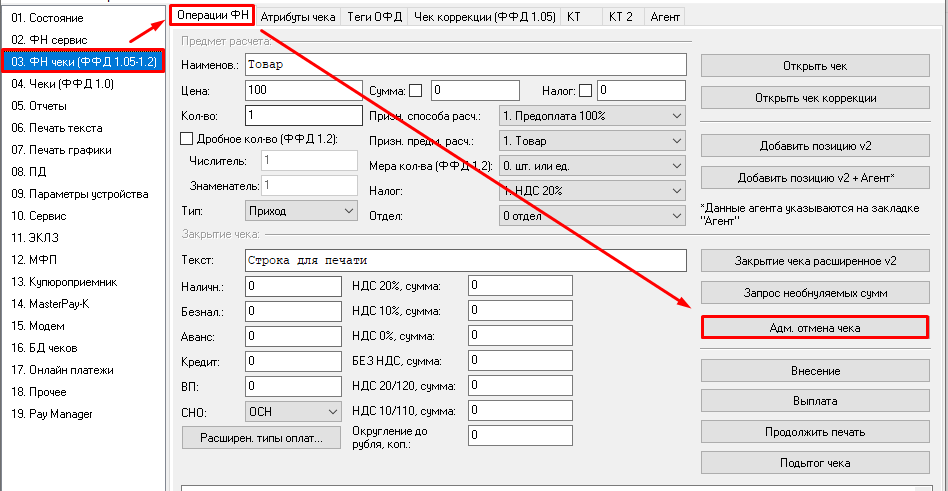 01. Состояние
02. ФН сервис
03. ФН чеки (ФФД 1.05-1.2)
04. Чеки (ФФД 1.0)
05. Отчеты
06. Печать текста
07. Печать графики
08. ПД
09. Параметры устройства
10. Сервис
11. ЭКЛЗ
12. МФП
13. Купюроприемник
14. MasterPay-K
15. Модем
16. БД чеков
17. Онлайн платежи
18. Прочее
19. Pay Manager
Операции ФН Атрибуты чека Теги ОФД Чек коррекции (ФФД 1.05) КТ КТ 2 Агент
Предмет расчета:
Наименов.: Товар
Цена: 100 Сумма: 0 Налог: 0
Кол-во: 1 Призн. способа расч.: 1. Предоплата 100%
Дробное кол-во (ФФД 1.2): Призн. предм. расч.: 1. Товар
Числитель: 1 Мера кол-ва (ФФД 1.2): 0. шт. или ед.
Знаменатель: 1 Налог: 1. НДС 20%
Тип: Приход Отдел: 0 отдел
Закрытие чека:
Текст: Строка для печати
Наличн.: 0 НДС 20%, сумма: 0
Безнал.: 0 НДС 10%, сумма: 0
Аванс: 0 НДС 0%, сумма: 0
Кредит: 0 БЕЗ НДС, сумма: 0
ВП: 0 НДС 20/120, сумма: 0
СНО: ОСН НДС 10/110, сумма: 0
Расширен. типы оплат... Округление до
рубля, коп.: 0
Открыть чек
Открыть чек коррекции
Добавить позицию v2
Добавить позицию v2 + Агент*
*Данные агента указываются на закладке
"Агент"
Закрытие чека расширенное v2
Запрос необнуляемых сумм
Адм. отмена чека
Внесение
Выплата
Продолжить печать
Подытог чека